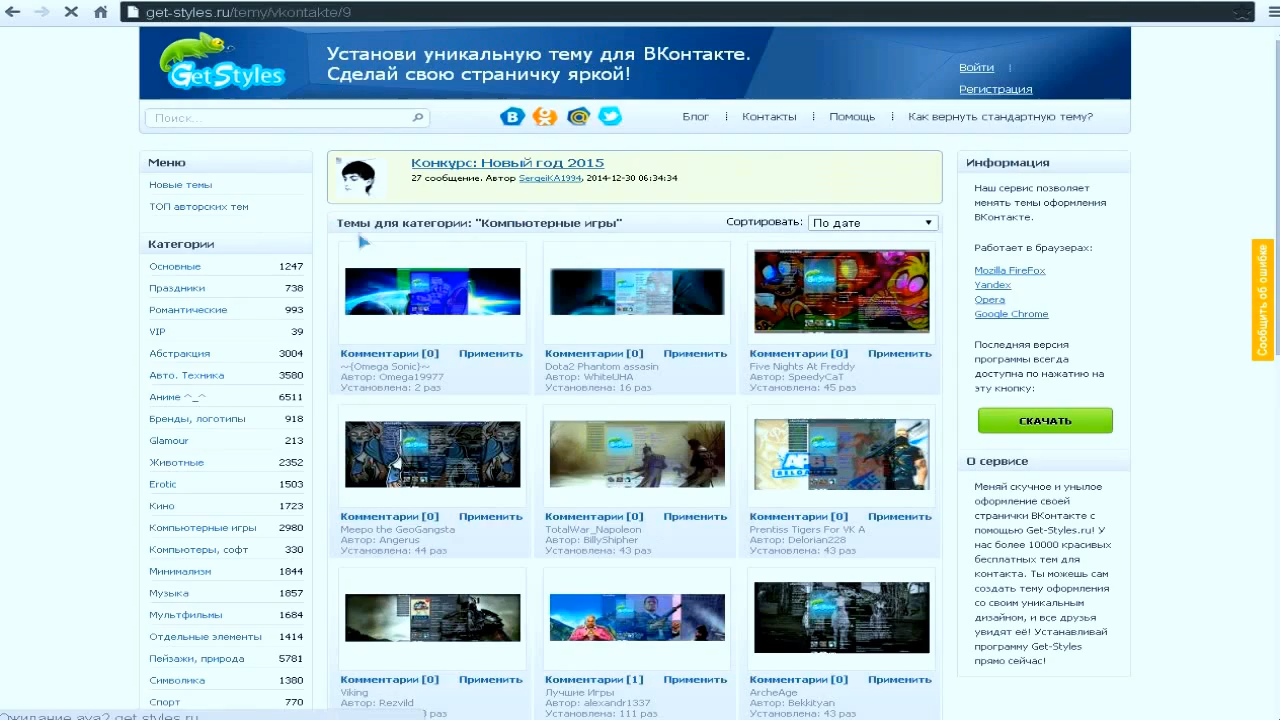 get-styles.ru/temy/vkontakte/9
GetStyles
Установи уникальную тему для ВКонтакте.
Сделай свою страничку яркой!
Войти
Регистрация
Поиск...
Блог
Контакты
Помощь
Как вернуть стандартную тему?
Меню
Новые темы
ТОП авторских тем
Категории
Основные 1247
Праздники 738
Романтические 993
VIP 39
Абстракция 3004
Авто. Техника 3580
Аниме ^_^ 6511
Бренды, логотипы 918
Glamour 213
Животные 2352
Erotic 1503
Кино 1723
Компьютерные игры 2980
Компьютеры, софт 330
Минимализм 1844
Музыка 1857
Мультфильмы 1684
Отдельные элементы 1414
Пейзажи, природа 5781
Символика 1380
Спорт 770
Конкурс: Новый год 2015
27 сообщение. Автор SergeiKA1994, 2014-12-30 06:34:34
Темы для категории: "Компьютерные игры"
Сортировать: По дате
Комментарии [0] Применить
~{Omega Sonic}~
Автор: Omega19977
Установлена: 2 раз
Комментарии [0] Применить
Dota2 Phantom assasin
Автор: WhiteUHA
Установлена: 16 раз
Комментарии [0] Применить
Five Nights At Freddy
Автор: SpeedyCaT
Установлена: 45 раз
Комментарии [0] Применить
Meepo the GeoGangsta
Автор: Angerus
Установлена: 44 раз
Комментарии [0] Применить
TotalWar_Napoleon
Автор: BillyShipher
Установлена: 43 раз
Комментарии [0] Применить
Prentiss Tigers For VK A
Автор: Delorian228
Установлена: 43 раз
Комментарии [0] Применить
Viking
Автор: Rezvild
) раз
Комментарии [1] Применить
Лучшие Игры
Автор: alexandr1337
Установлена: 111 раз
Комментарии [0] Применить
ArcheAge
Автор: Bekkityan
Установлена: 43 раз
Информация
Наш сервис позволяет
менять темы оформления
ВКонтакте.
Работает в браузерах:
Mozilla FireFox
Yandex
Opera
Google Chrome
Последняя версия
программы всегда
доступна по нажатию на
эту кнопку:
СКАЧАТЬ
О сервисе
Меняй скучное и унылое
оформление своей
странички ВКонтакте с
помощью Get-Styles.ru! У
нас более 10000 красивых
бесплатных тем для
контакта. Ты можешь сам
создать тему оформления
со своим уникальным
дизайном, и все друзья
увидят её! Устанавливай
программу Get-Styles
прямо сейчас!
Сообщить об ошибке
Ожидание ava2.get-styles.ru